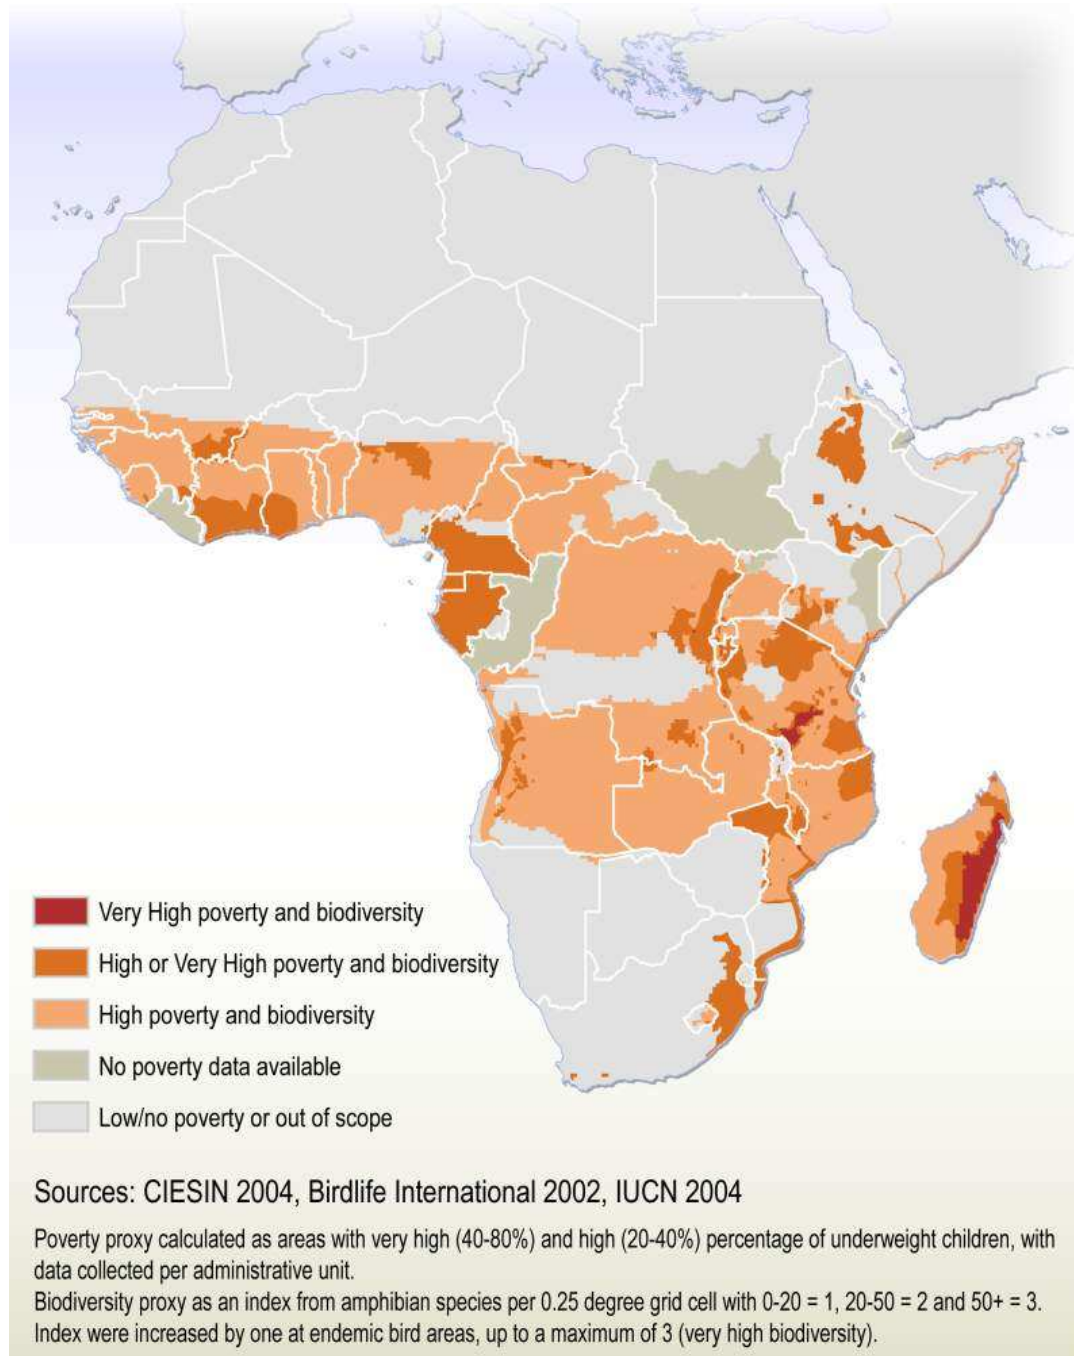 Very High poverty and biodiversity
High or Very High poverty and biodiversity
High poverty and biodiversity
No poverty data available
Low/no poverty or out of scope
Sources: CIESIN 2004, Birdlife International 2002, IUCN 2004
Poverty proxy calculated as areas with very high (40-80%) and high (20-40%) percentage of underweight children, with
data collected per administrative unit.
Biodiversity proxy as an index from amphibian species per 0.25 degree grid cell with 0-20 = 1, 20-50 = 2 and 50+ = 3.
Index were increased by one at endemic bird areas, up to a maximum of 3 (very high biodiversity).